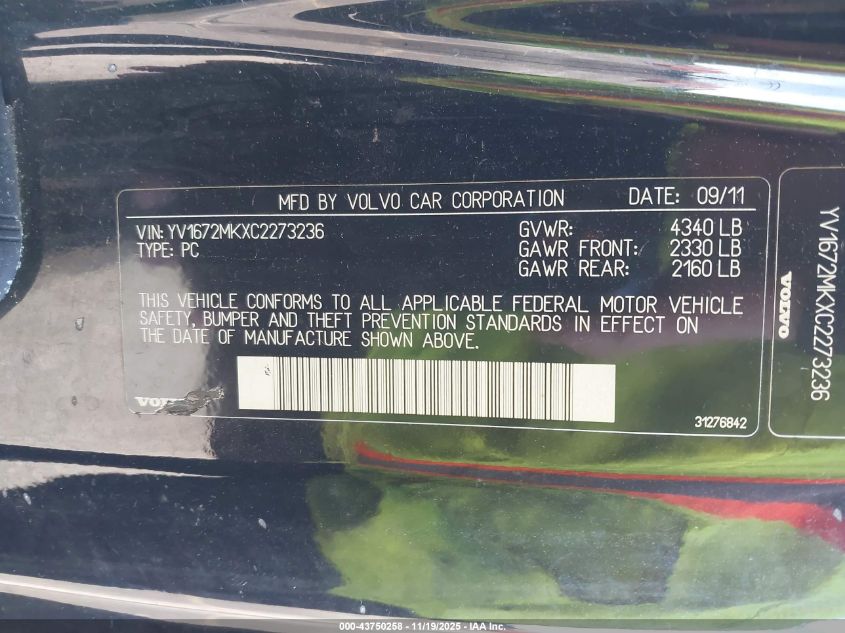 MFD BY VOLVO CAR CORPORATION DATE: 09/11
VIN: YV1672MKXC2273236
TYPE: PC
GVWR: 4340 LB
GAWR FRONT: 2330 LB
GAWR REAR: 2160 LB
THIS VEHICLE CONFORMS TO ALL APPLICABLE FEDERAL MOTOR VEHICLE
SAFETY, BUMPER AND THEFT PREVENTION STANDARDS IN EFFECT ON
THE DATE OF MANUFACTURE SHOWN ABOVE.
31276842
VOLVO
YV1672MKXC2273236
000-43750258 - 11/19/2025 - IAA Inc.